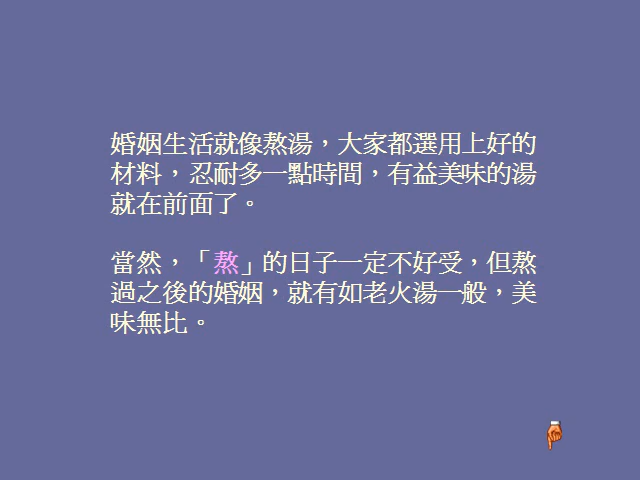 婚姻生活就像熬湯，大家都選用上好的
材料，忍耐多一點時間，有益美味的湯
就在前面了。
當然，「熬」的日子一定不好受，但熬
過之後的婚姻，就有如老火湯一般，美
味無比。